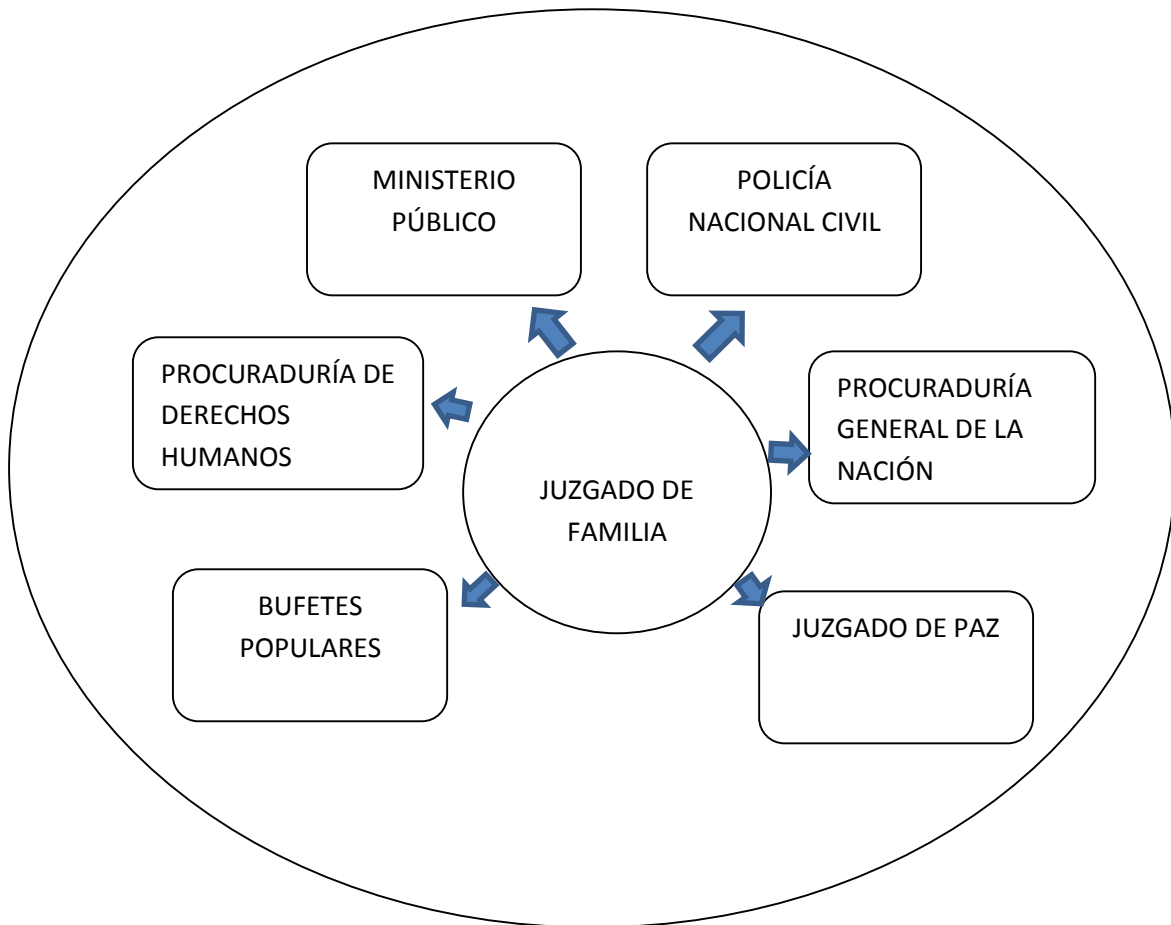 MINISTERIO
PÚBLICO
POLICÍA
NACIONAL CIVIL
PROCURADURÍA DE
DERECHOS
HUMANOS
PROCURADURÍA
GENERAL DE LA
NACIÓN
JUZGADO DE
FAMILIA
BUFETES
POPULARES
JUZGADO DE PAZ